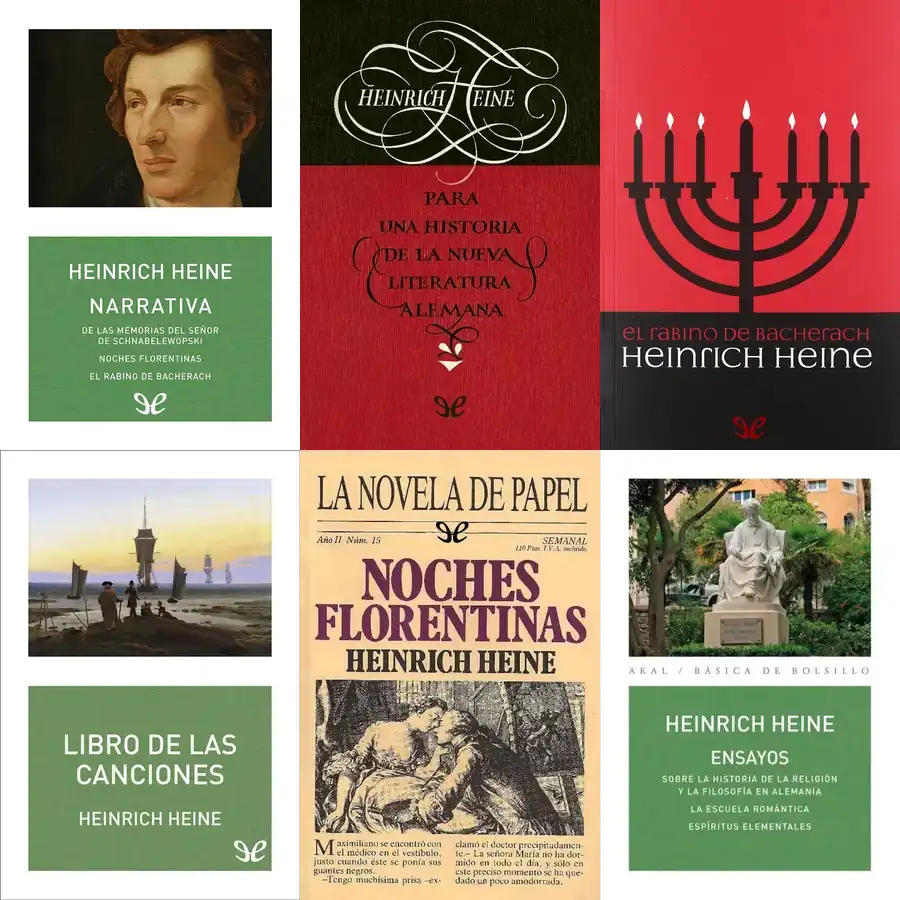 HEINRICH HEINE
NARRATIVA
DE LAS MEMORIAS DEL SEÑOR
DE SCHNABELEWOPSKI
NOCHES FLORENTINAS
EL RABINO DE BACHERACH
HEINRICH HEINE
PARA
UNA HISTORIA
DE LA NUEVA
LITERATURA
ALEMANA
EL RABINO DE BACHERACH
HEINRICH HEINE
LIBRO DE LAS
CANCIONES
HEINRICH HEINE
LA NOVELA DE PAPEL
Año II Núm. 15
SEMANAL
110 Ptas. I.V.A. incluido.
NOCHES
FLORENTINAS
HEINRICH HEINE
Maximiliano se encontró con
el médico en el vestíbulo,
justo cuando éste se ponía sus
guantes negros.
–Tengo muchísima prisa –ex-
clamó el doctor precipitadamen-
te.– La señora María no ha dor-
mido en todo el día, y sólo en
este preciso momento se ha que-
dado un poco amodorrada.
AKAL / BÁSICA DE BOLSILLO
HEINRICH HEINE
ENSAYOS
SOBRE LA HISTORIA DE LA RELIGIÓN
Y LA FILOSOFÍA EN ALEMANIA
LA ESCUELA ROMÁNTICA
ESPÍRITUS ELEMENTALES